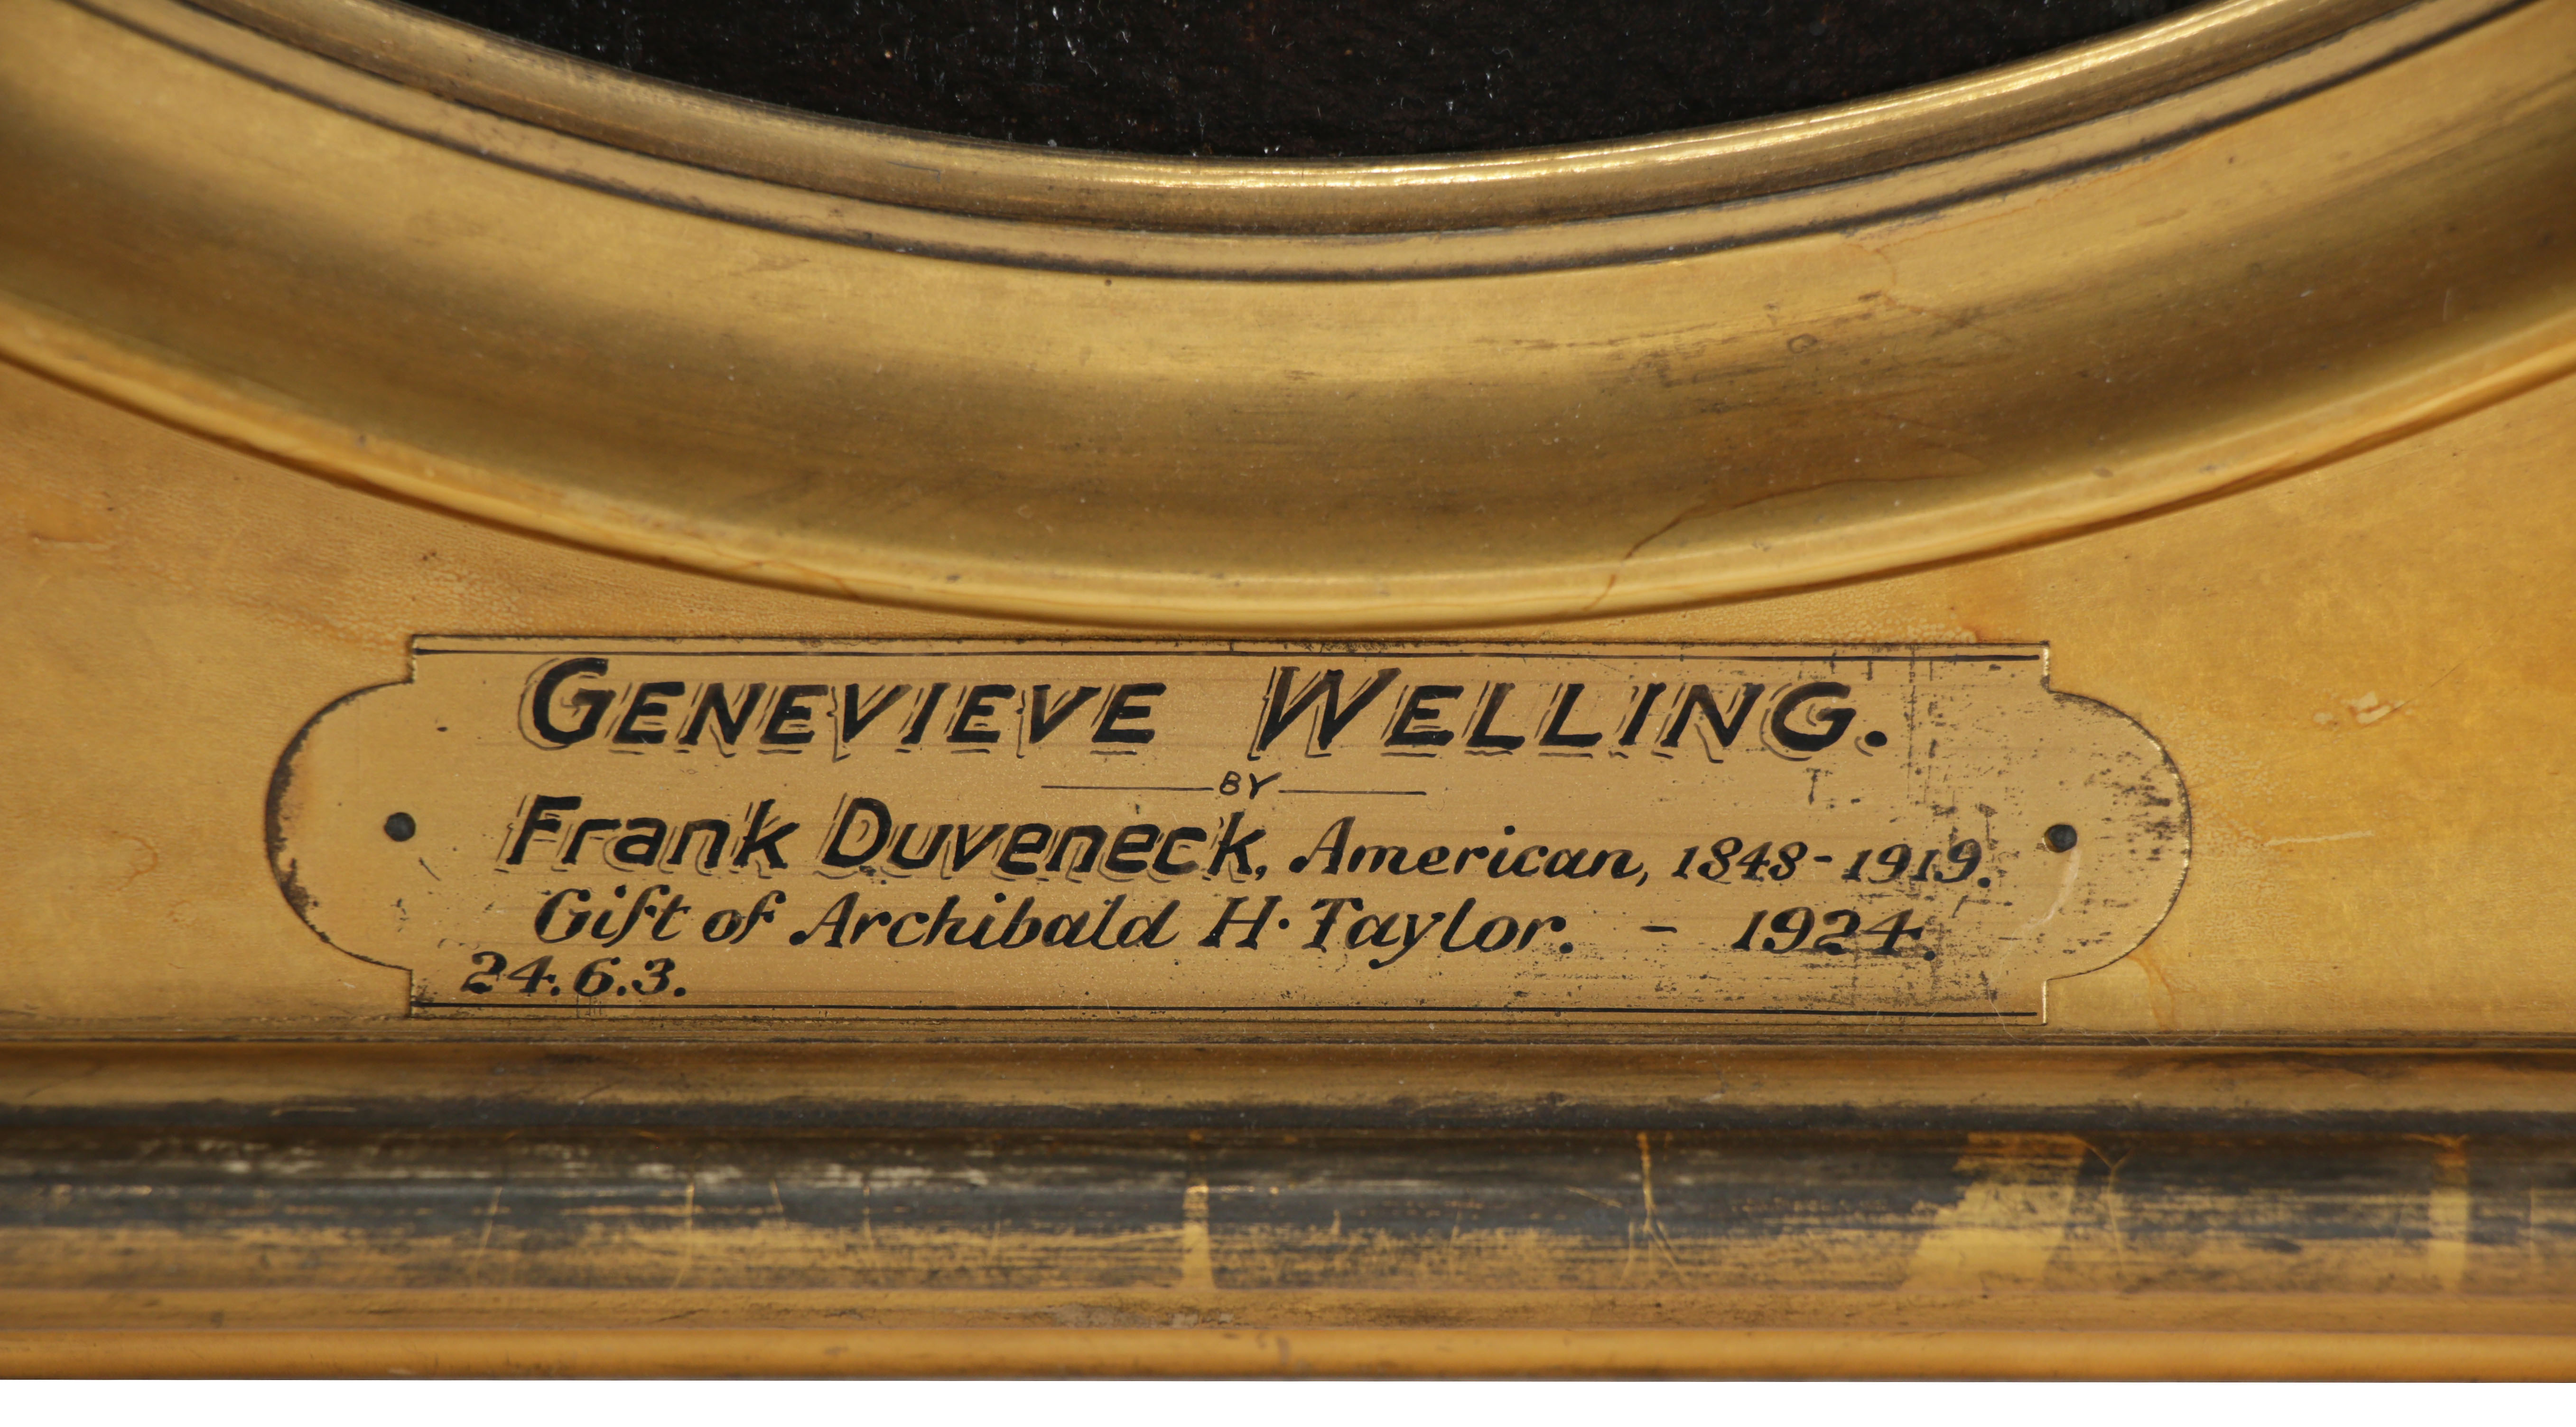 GENEVIEVE WELLING.
BY
Frank Duveneck, American, 1848-1919.
Gift of Archibald H. Taylor. - 1924.
24.6.3.